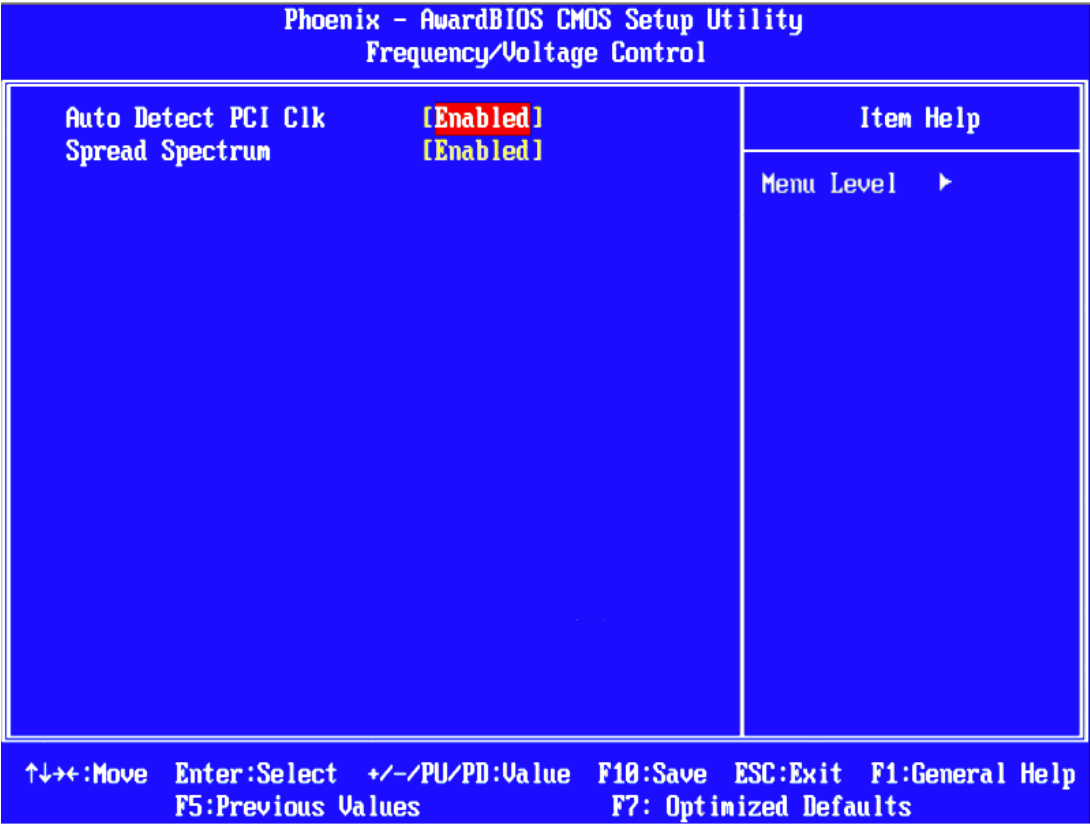 Phoenix - AwardBIOS CMOS Setup Utility
Frequency/Voltage Control
Auto Detect PCI Clk [Enabled]
Spread Spectrum [Enabled]
Item Help
Menu Level ▶
↑↓→←:Move Enter:Select +/-/PU/PD:Value F10:Save ESC:Exit F1:General Help
F5:Previous Values F7: Optimized Defaults